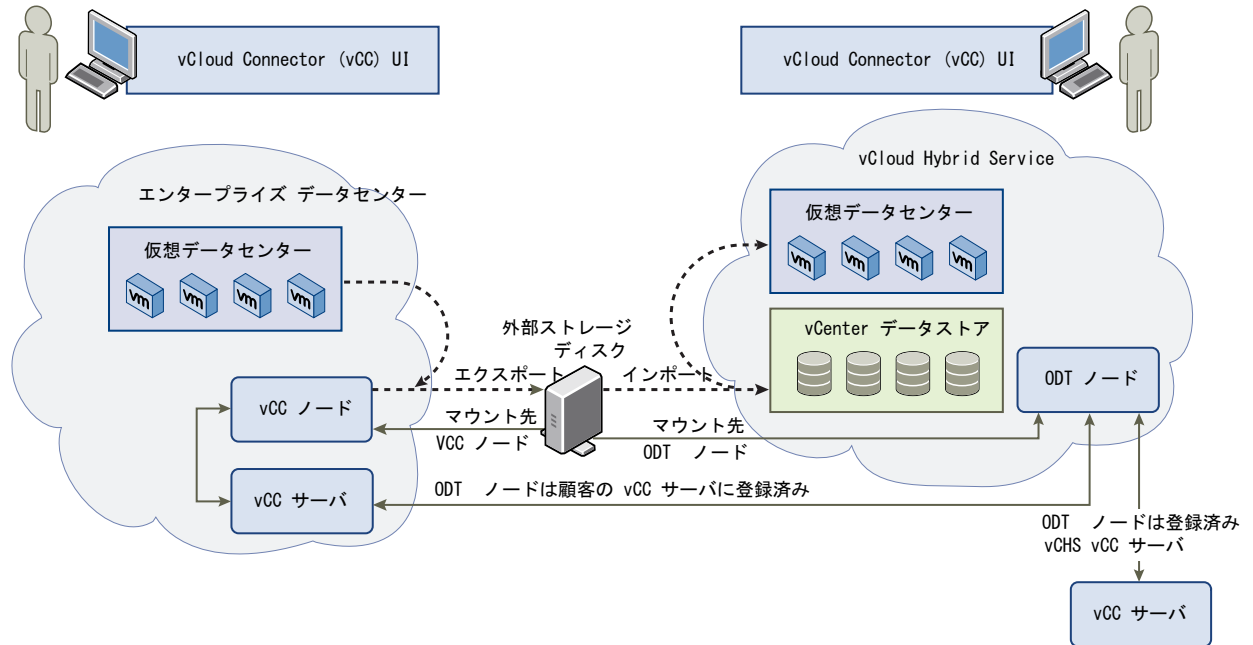 vCloud Connector (vCC) UI
vCloud Connector (vCC) UI
エンタープライズ データセンター
仮想データセンター
vm vm vm vm
vCC ノード
vCC サーバ
外部ストレージ
ディスク
エクスポート
インポート
マウント先
VCC ノード
マウント先
ODT ノード
ODT ノードは顧客の vCC サーバに登録済み
vCloud Hybrid Service
仮想データセンター
vm vm vm vm
vCenter データストア
ODT ノード
ODT ノードは登録済み
vCHS vCC サーバ
vCC サーバ